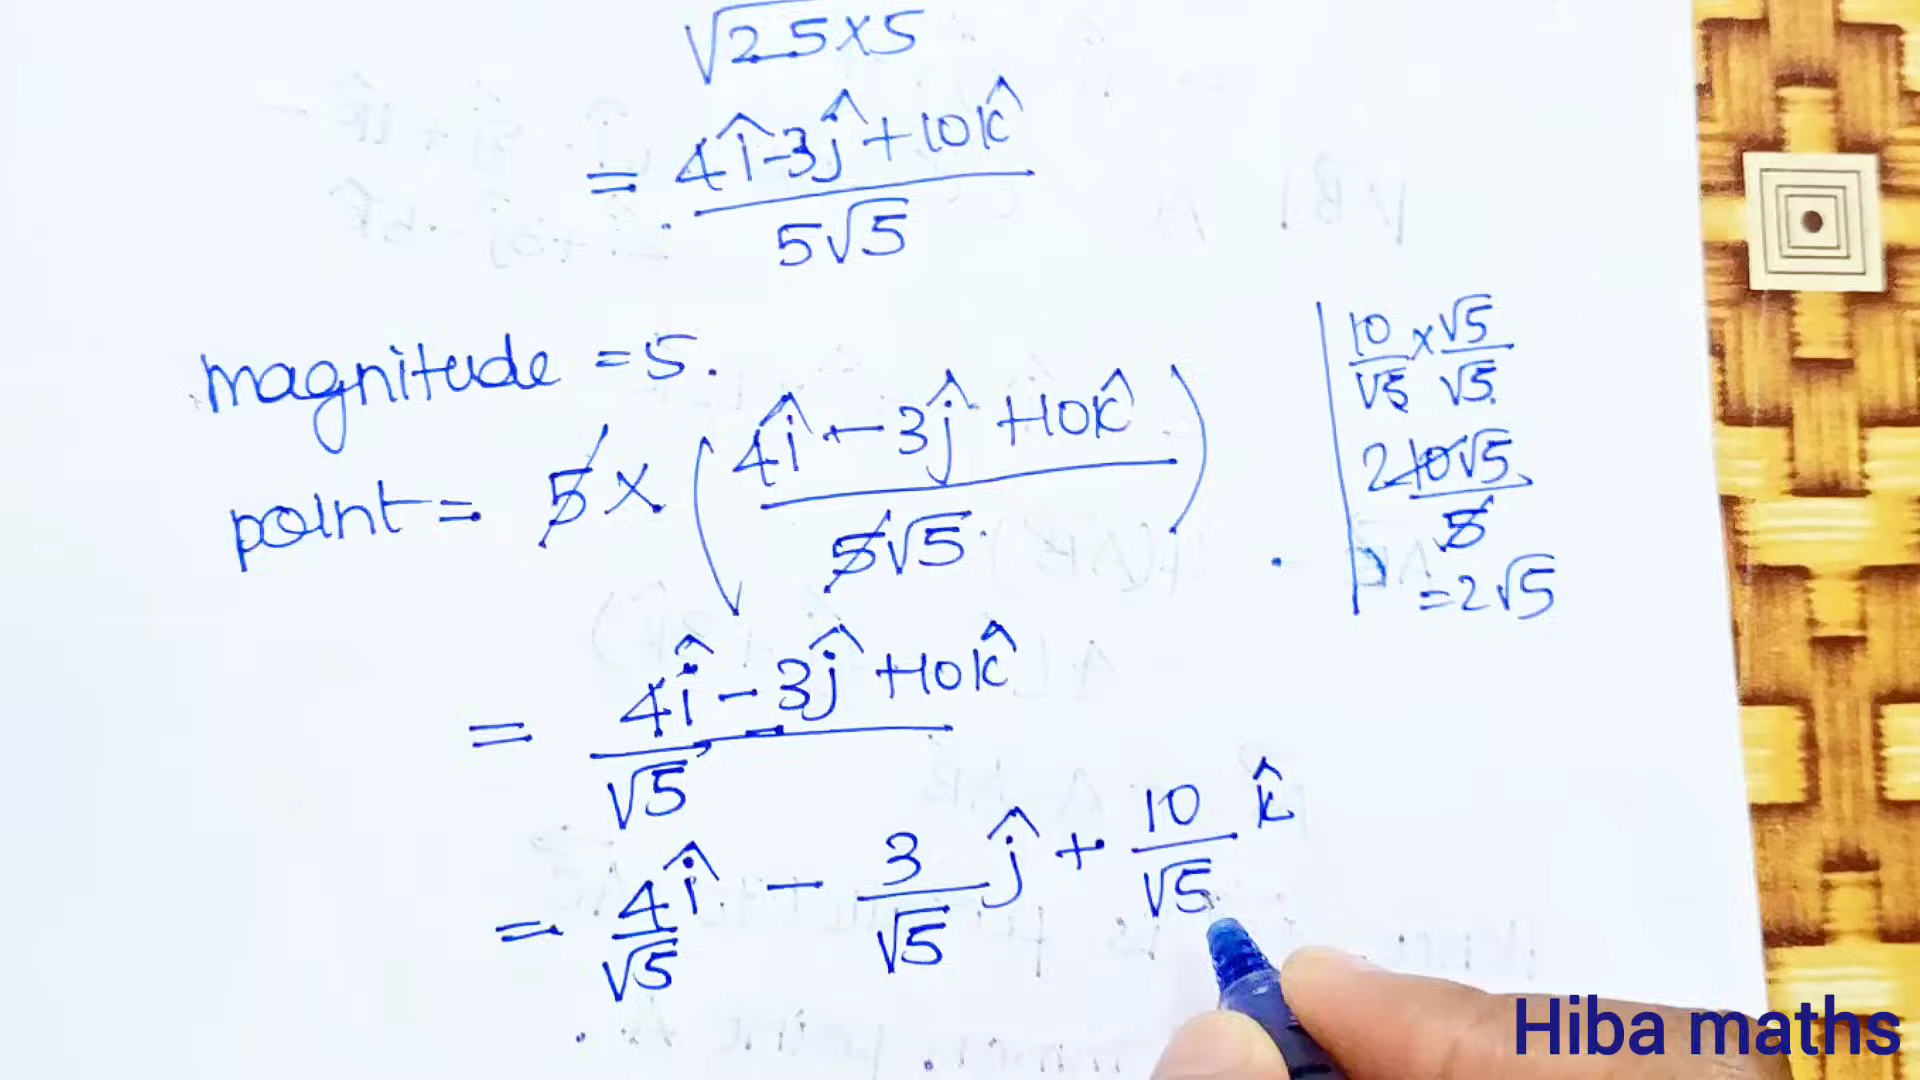 √25×5
= 4î-3ĵ+10k̂ / 5√5
magnitude = 5.
point = 5 × (4î - 3ĵ + 10k̂ / 5√5)
= 4î - 3ĵ + 10k̂ / √5
= 4/√5 î - 3/√5 ĵ + 10/√5 k̂
10/√5 × √5/√5
2 10√5 / 5
= 2√5
Hiba maths